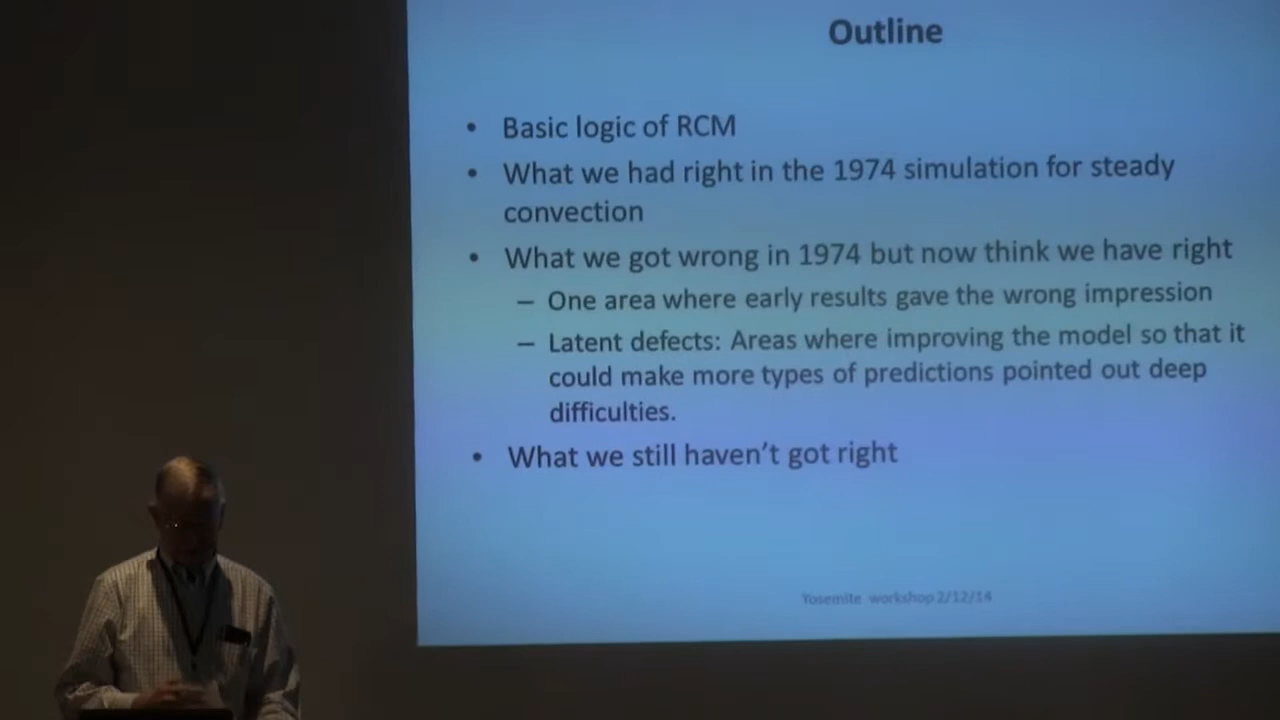 Outline
• Basic logic of RCM
• What we had right in the 1974 simulation for steady
convection
• What we got wrong in 1974 but now think we have right
– One area where early results gave the wrong impression
– Latent defects: Areas where improving the model so that it
could make more types of predictions pointed out deep
difficulties.
• What we still haven't got right
Yosemite workshop 2/12/14